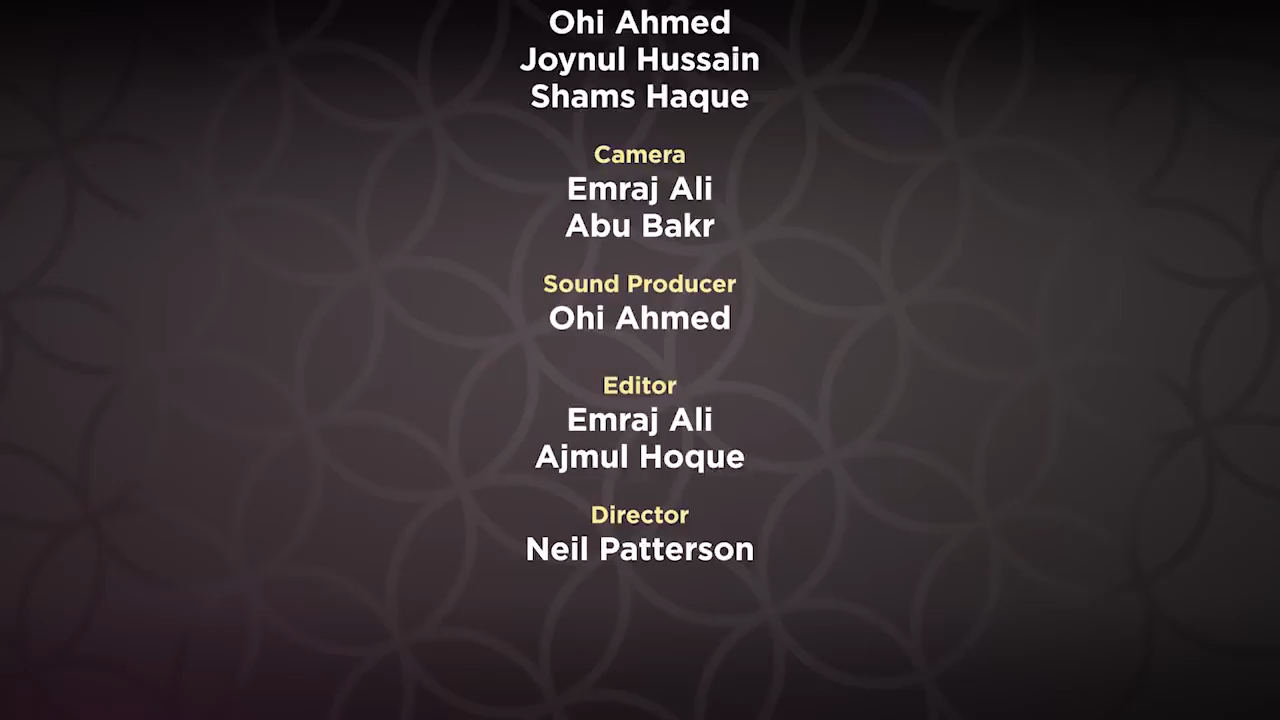 Ohi Ahmed
Joynul Hussain
Shams Haque
Camera
Emraj Ali
Abu Bakr
Sound Producer
Ohi Ahmed
Editor
Emraj Ali
Ajmul Hoque
Director
Neil Patterson